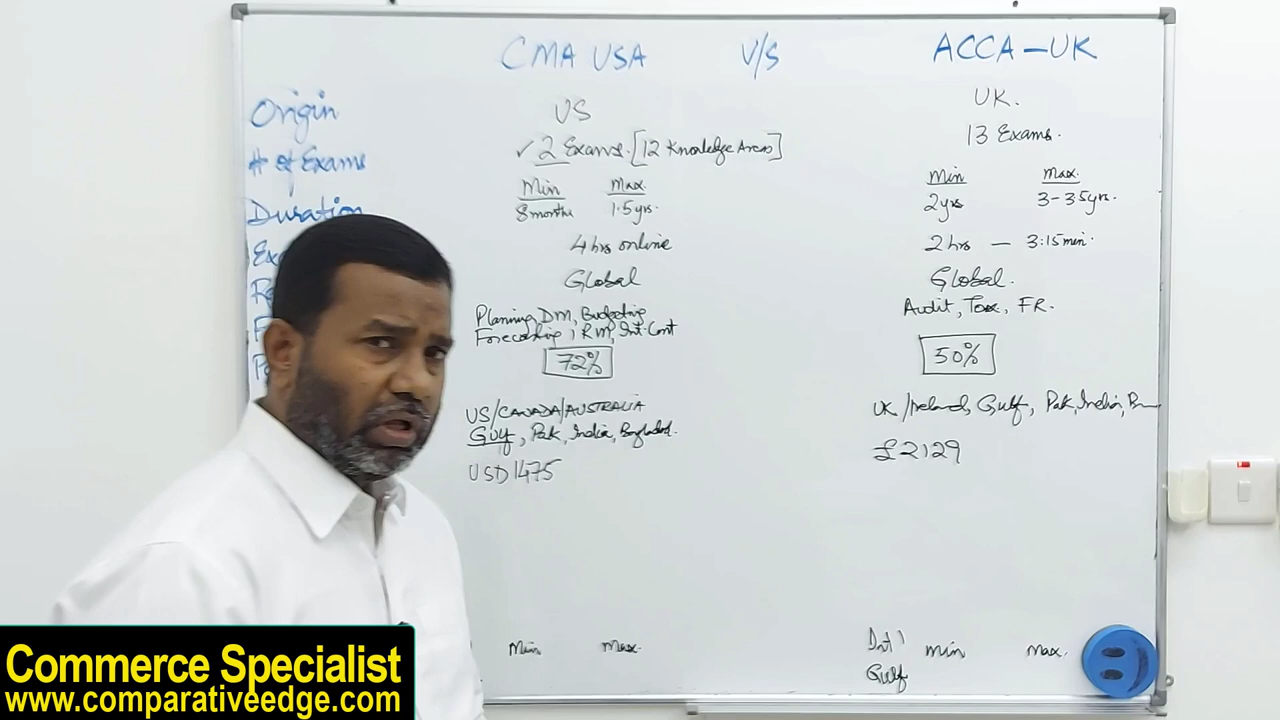 CMA USA V/S ACCA-UK
Origin US UK.
# of Exams ✓ 2 Exams. [12 Knowledge Areas] 13 Exams.
Duration Min Max. Min Max.
8 months 1.5 yrs. 2 yrs 3-3.5 yrs.
Ex 4 hrs online 2 hrs — 3:15 min.
Global Global.
Planning, DM, Budgeting Audit, Tax, FR.
Forecasting, RM, Int. Cont
72% 50%
US/CANADA/AUSTRALIA UK/Ireland, Gulf, Pak, India,
Gulf, Pak, India, Bangladesh.
USD 1475 £2129
Min Max. Int'l Min Max.
Gulf
Commerce Specialist
www.comparativeedge.com